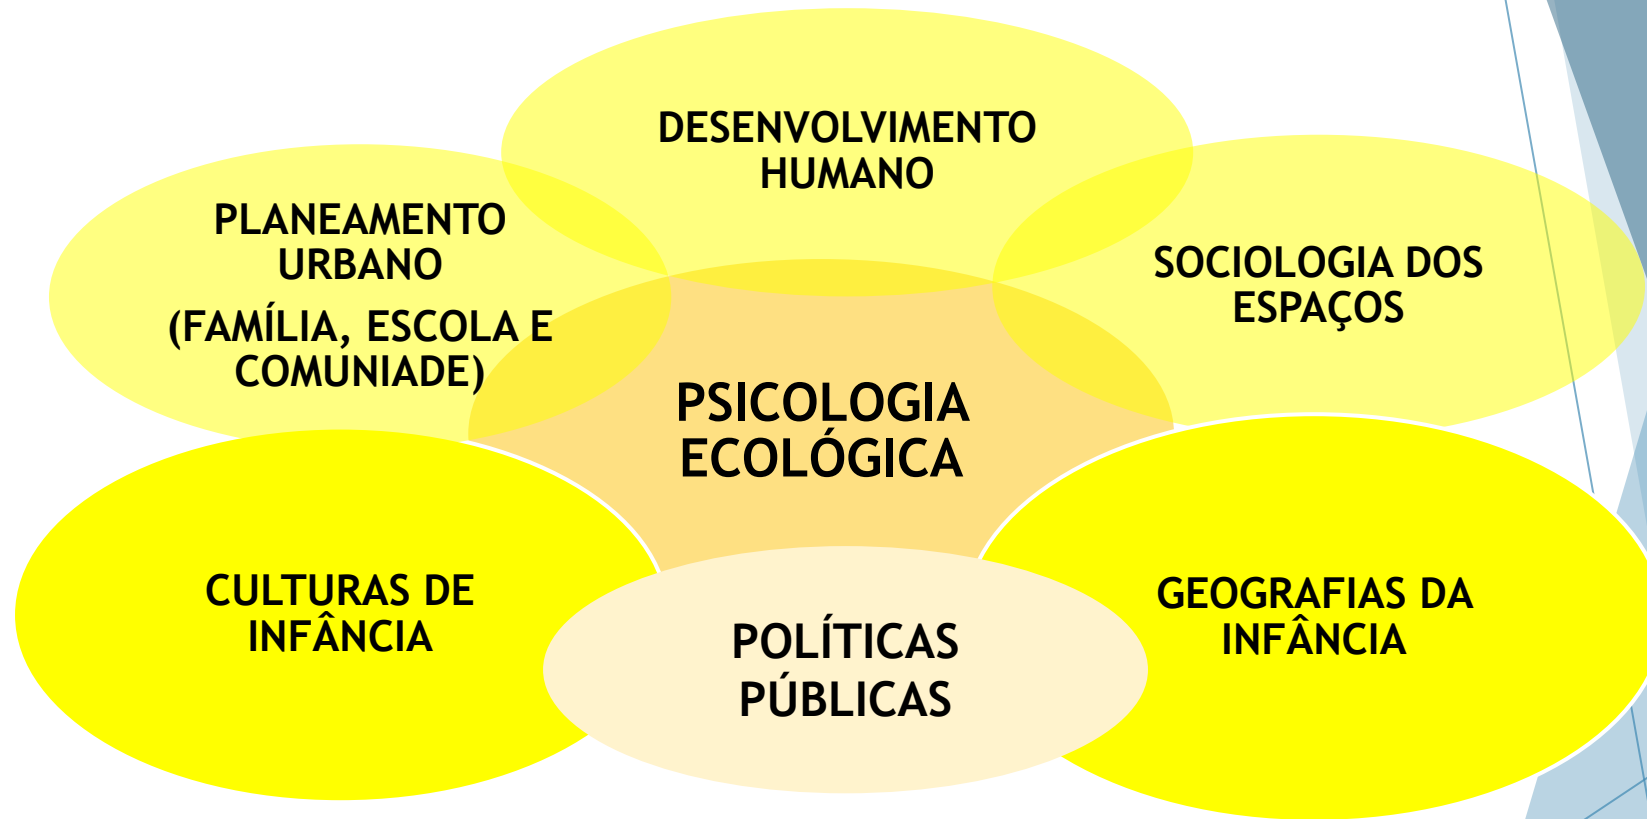 DESENVOLVIMENTO
HUMANO
PLANEAMENTO
URBANO
(FAMÍLIA, ESCOLA E
COMUNIADE)
SOCIOLOGIA DOS
ESPAÇOS
PSICOLOGIA
ECOLÓGICA
CULTURAS DE
INFÂNCIA
POLÍTICAS
PÚBLICAS
GEOGRAFIAS DA
INFÂNCIA